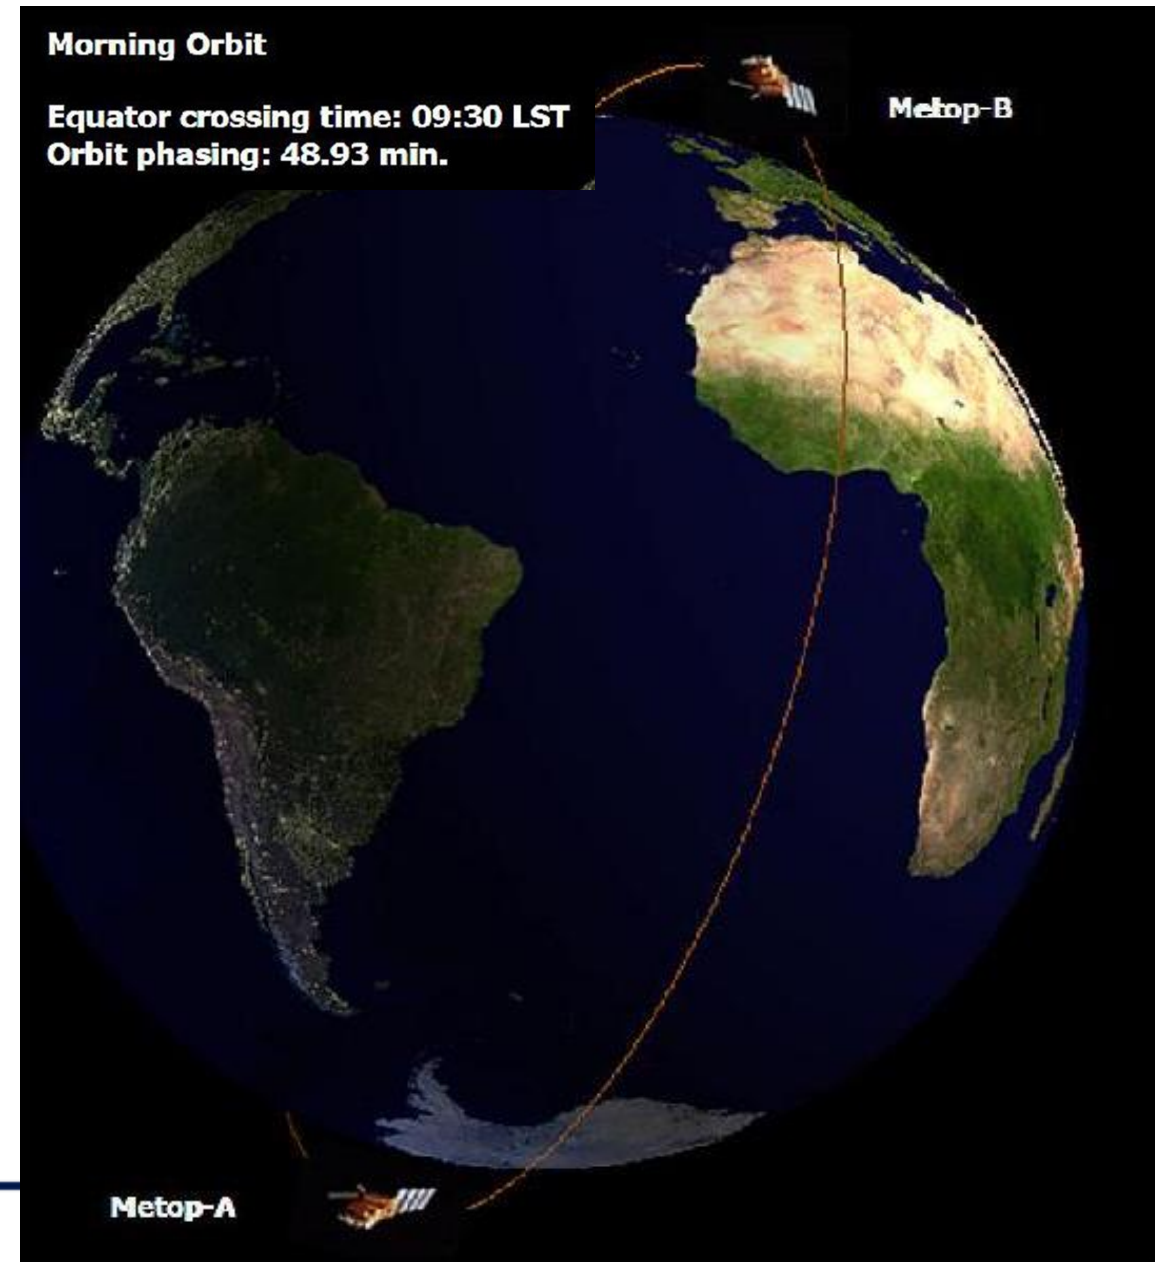 Morning Orbit
Equator crossing time: 09:30 LST
Orbit phasing: 48.93 min.
Metop-B
Metop-A